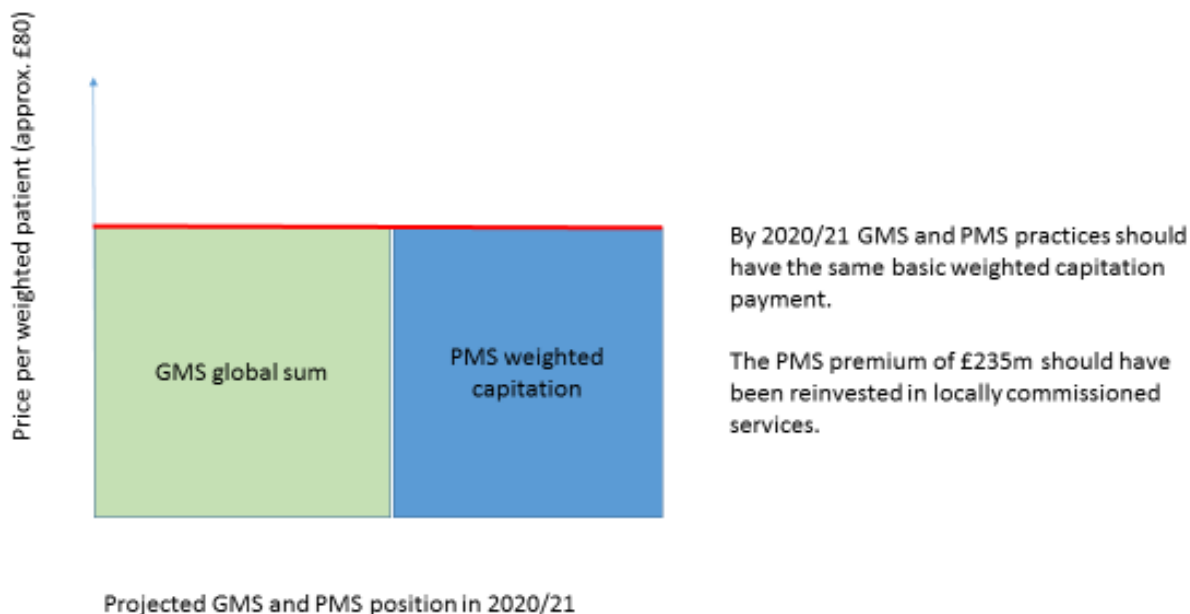 Price per weighted patient (approx. £80)
GMS global sum
PMS weighted
capitation
By 2020/21 GMS and PMS practices should
have the same basic weighted capitation
payment.
The PMS premium of £235m should have
been reinvested in locally commissioned
services.
Projected GMS and PMS position in 2020/21